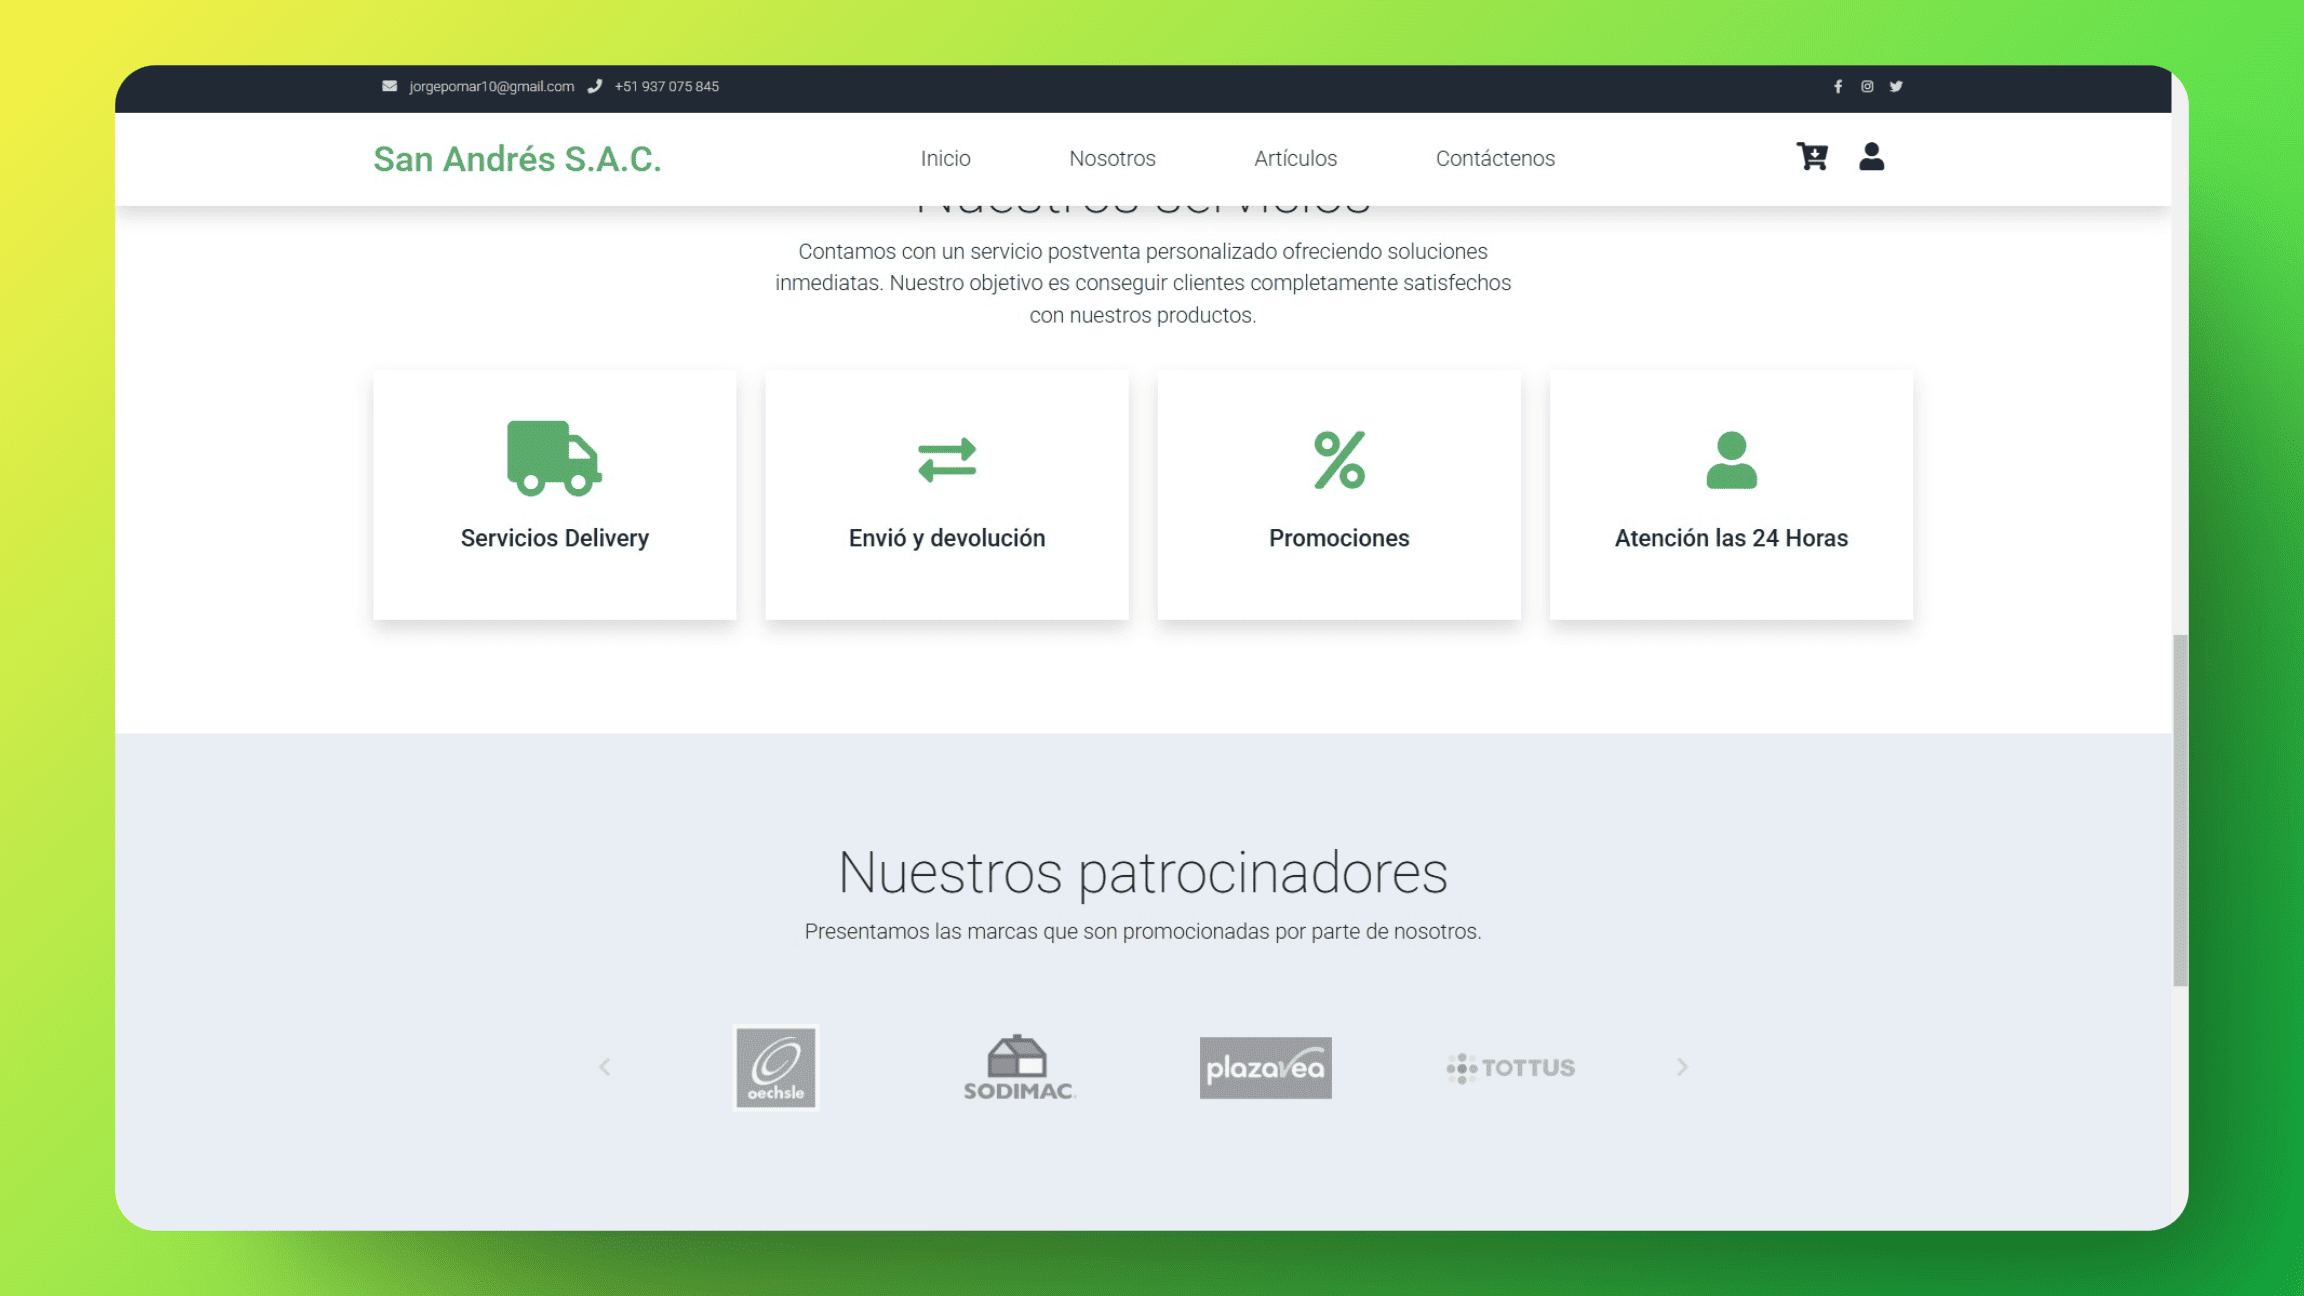 jorgepomar10@gmail.com +51 937 075 845
San Andrés S.A.C. Inicio Nosotros Artículos Contáctenos
Nuestros servicios
Contamos con un servicio postventa personalizado ofreciendo soluciones
inmediatas. Nuestro objetivo es conseguir clientes completamente satisfechos
con nuestros productos.
Servicios Delivery Envió y devolución Promociones Atención las 24 Horas
Nuestros patrocinadores
Presentamos las marcas que son promocionadas por parte de nosotros.
oechsle SODIMAC plazavea TOTTUS